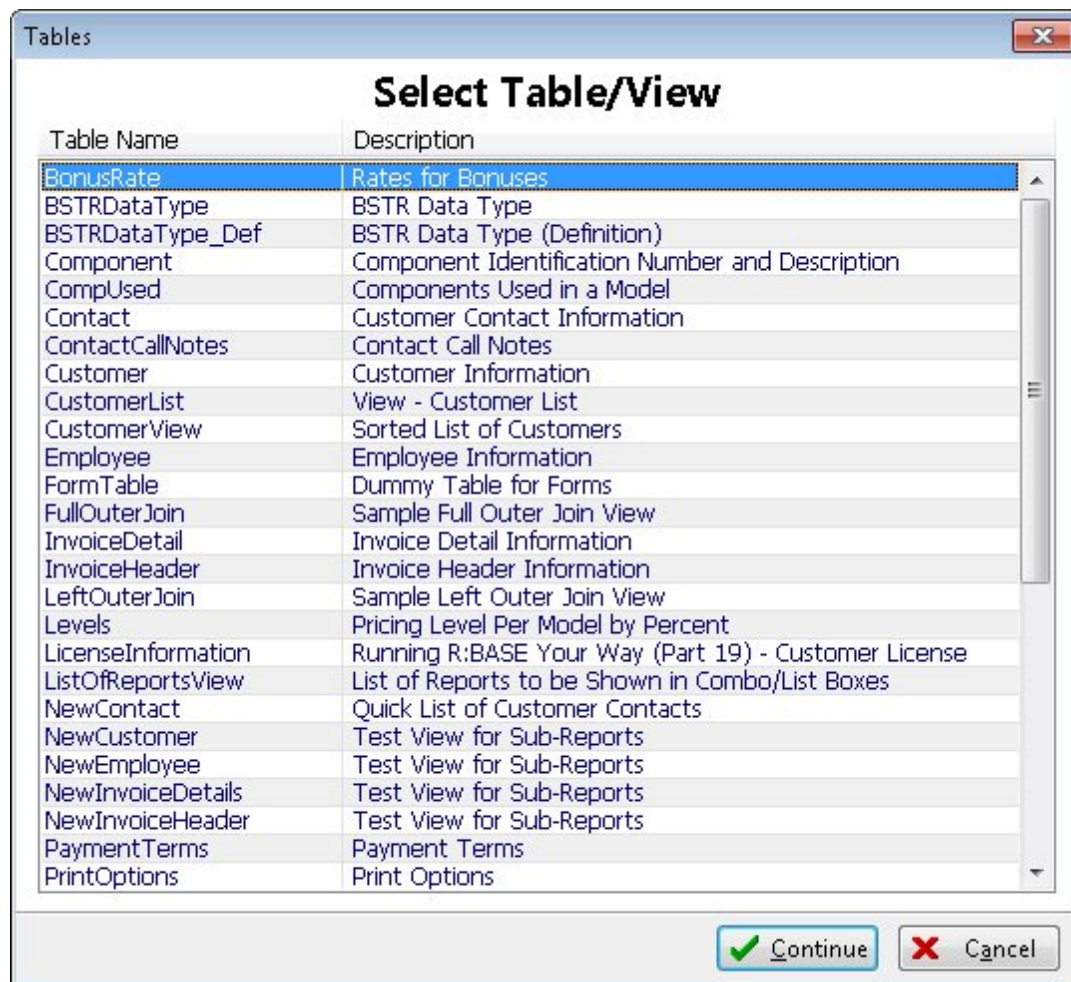 Tables
Select Table/View
Table Name Description
BonusRate Rates for Bonuses
BSTRDataType BSTR Data Type
BSTRDataType_Def BSTR Data Type (Definition)
Component Component Identification Number and Description
CompUsed Components Used in a Model
Contact Customer Contact Information
ContactCallNotes Contact Call Notes
Customer Customer Information
CustomerList View - Customer List
CustomerView Sorted List of Customers
Employee Employee Information
FormTable Dummy Table for Forms
FullOuterJoin Sample Full Outer Join View
InvoiceDetail Invoice Detail Information
InvoiceHeader Invoice Header Information
LeftOuterJoin Sample Left Outer Join View
Levels Pricing Level Per Model by Percent
LicenseInformation Running R:BASE Your Way (Part 19) - Customer License
ListOfReportsView List of Reports to be Shown in Combo/List Boxes
NewContact Quick List of Customer Contacts
NewCustomer Test View for Sub-Reports
NewEmployee Test View for Sub-Reports
NewInvoiceDetails Test View for Sub-Reports
NewInvoiceHeader Test View for Sub-Reports
PaymentTerms Payment Terms
PrintOptions Print Options
Continue Cancel